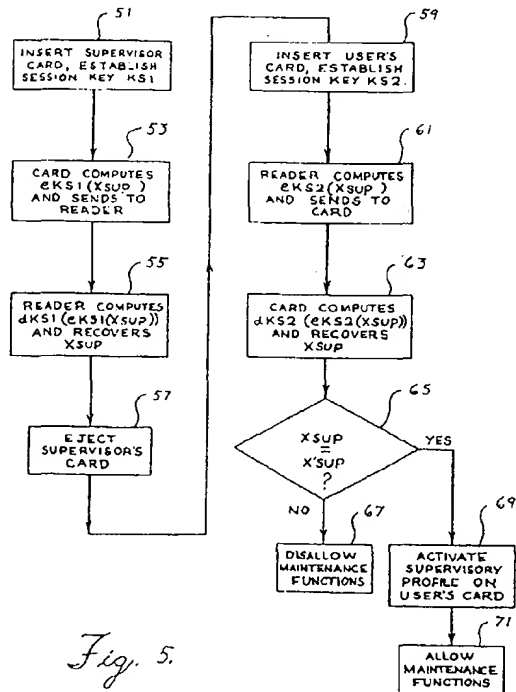 51
INSERT SUPERVISOR
CARD, ESTABLISH
SESSION KEY KS1
53
CARD COMPUTES
eKS1(XSUP)
AND SENDS TO
READER
55
READER COMPUTES
dKS1(eKS1(XSUP))
AND RECOVERS
XSUP
57
EJECT
SUPERVISOR'S
CARD
59
INSERT USER'S
CARD, ESTABLISH
SESSION KEY KS2.
61
READER COMPUTES
eKS2(XSUP)
AND SENDS TO
CARD
63
CARD COMPUTES
dKS2(eKS2(XSUP))
AND RECOVERS
XSUP
65
XSUP
=
X'SUP
?
YES
NO
67
DISALLOW
MAINTENANCE
FUNCTIONS
69
ACTIVATE
SUPERVISORY
PROFILE ON
USER'S CARD
71
ALLOW
MAINTENANCE
FUNCTIONS
Fig. 5.